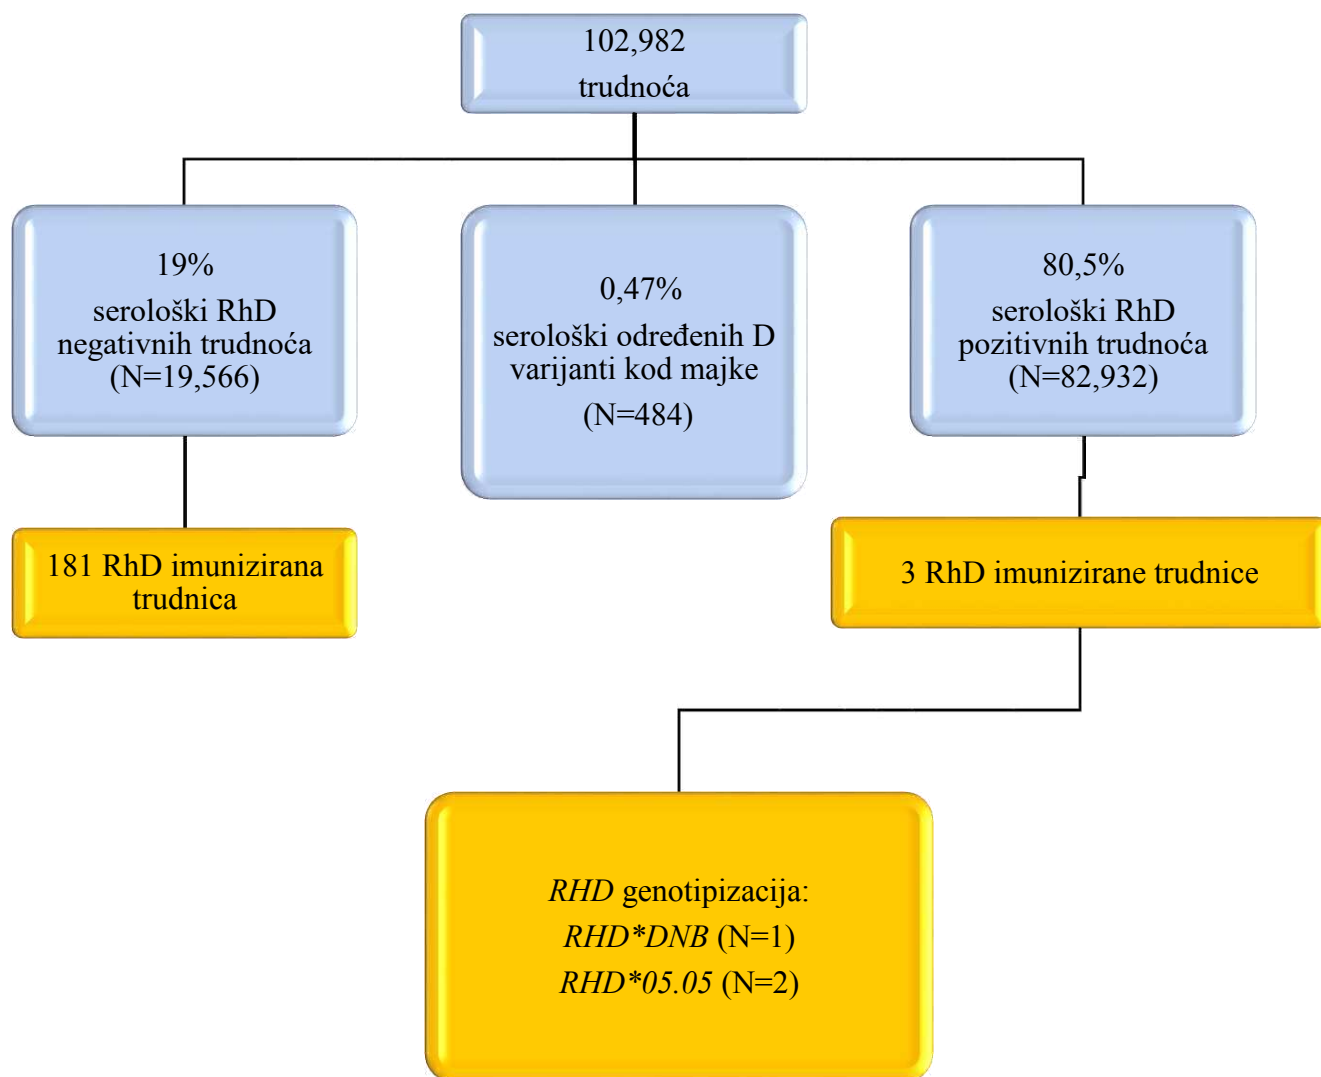 102,982
trudnoća
19%
serološki RhD
negativnih trudnoća
(N=19,566)
0,47%
serološki određenih D
varijanti kod majke
(N=484)
80,5%
serološki RhD
pozitivnih trudnoća
(N=82,932)
181 RhD imunizirana
trudnica
3 RhD imunizirane trudnice
RHD genotipizacija:
RHD*DNB (N=1)
RHD*05.05 (N=2)